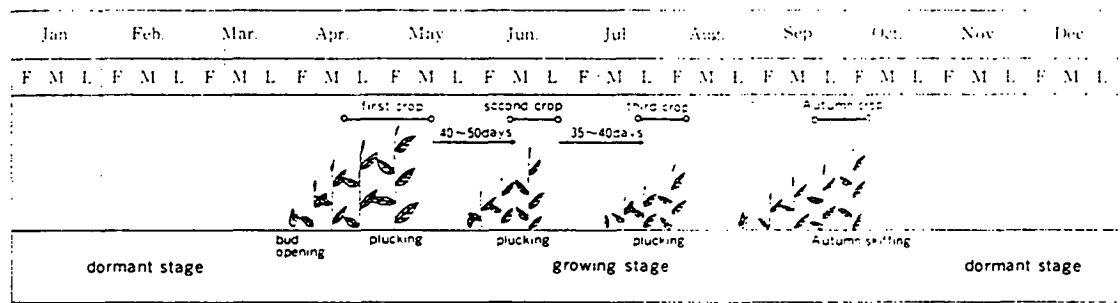 Jan Feb. Mar. Apr. May Jun. Jul Aug. Sep Oct. Nov. Dec
F M L F M L F M L F M L F M L F M L F M L F M L F M L F M L F M L F M L
first crop second crop third crop Autumn crop
40~50days 35~40days
bud opening plucking plucking plucking Autumn skiffing
dormant stage growing stage dormant stage